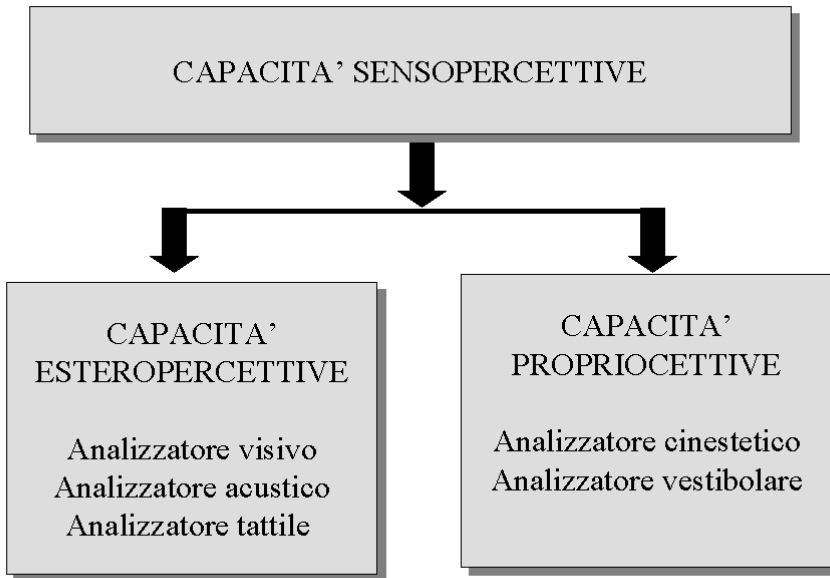 CAPACITA' SENSOPERCETTIVE
CAPACITA'
ESTEROPERCETTIVE
Analizzatore visivo
Analizzatore acustico
Analizzatore tattile
CAPACITA'
PROPRIOCETTIVE
Analizzatore cinestetico
Analizzatore vestibolare